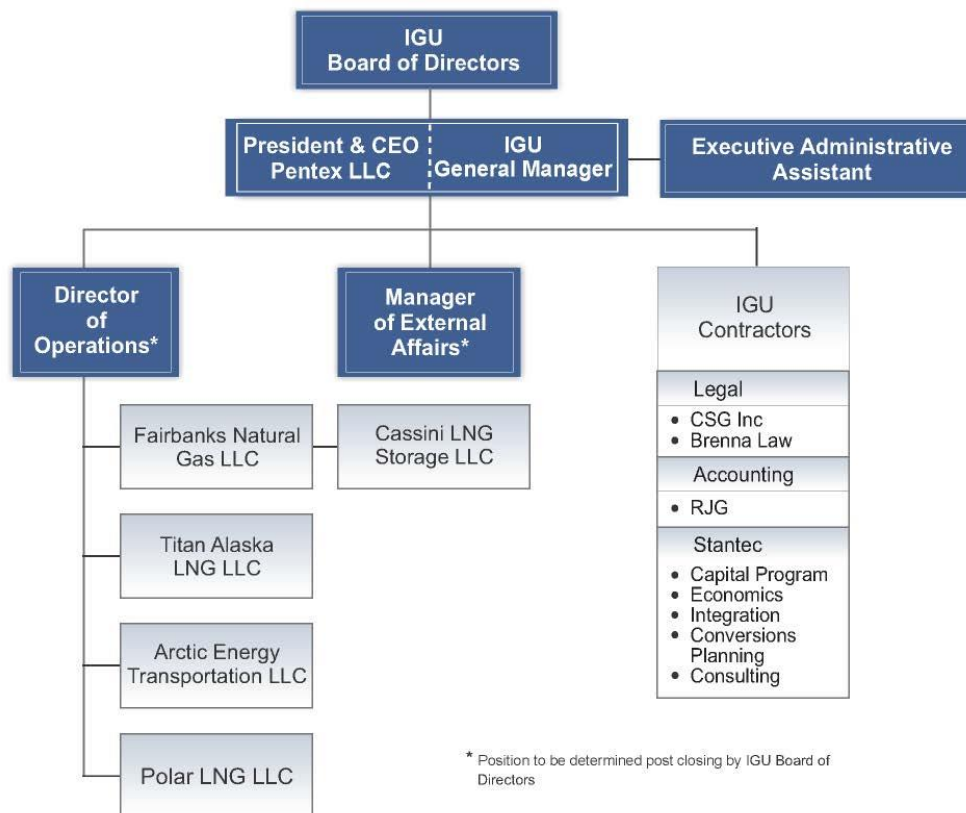 IGU
Board of Directors
President & CEO
Pentex LLC
IGU
General Manager
Executive Administrative
Assistant
Director
of
Operations*
Manager
of External
Affairs*
IGU
Contractors
Legal
• CSG Inc
• Brenna Law
Accounting
• RJG
Stantec
• Capital Program
• Economics
• Integration
• Conversions
Planning
• Consulting
Fairbanks Natural
Gas LLC
Cassini LNG
Storage LLC
Titan Alaska
LNG LLC
Arctic Energy
Transportation LLC
Polar LNG LLC
* Position to be determined post closing by IGU Board of
Directors